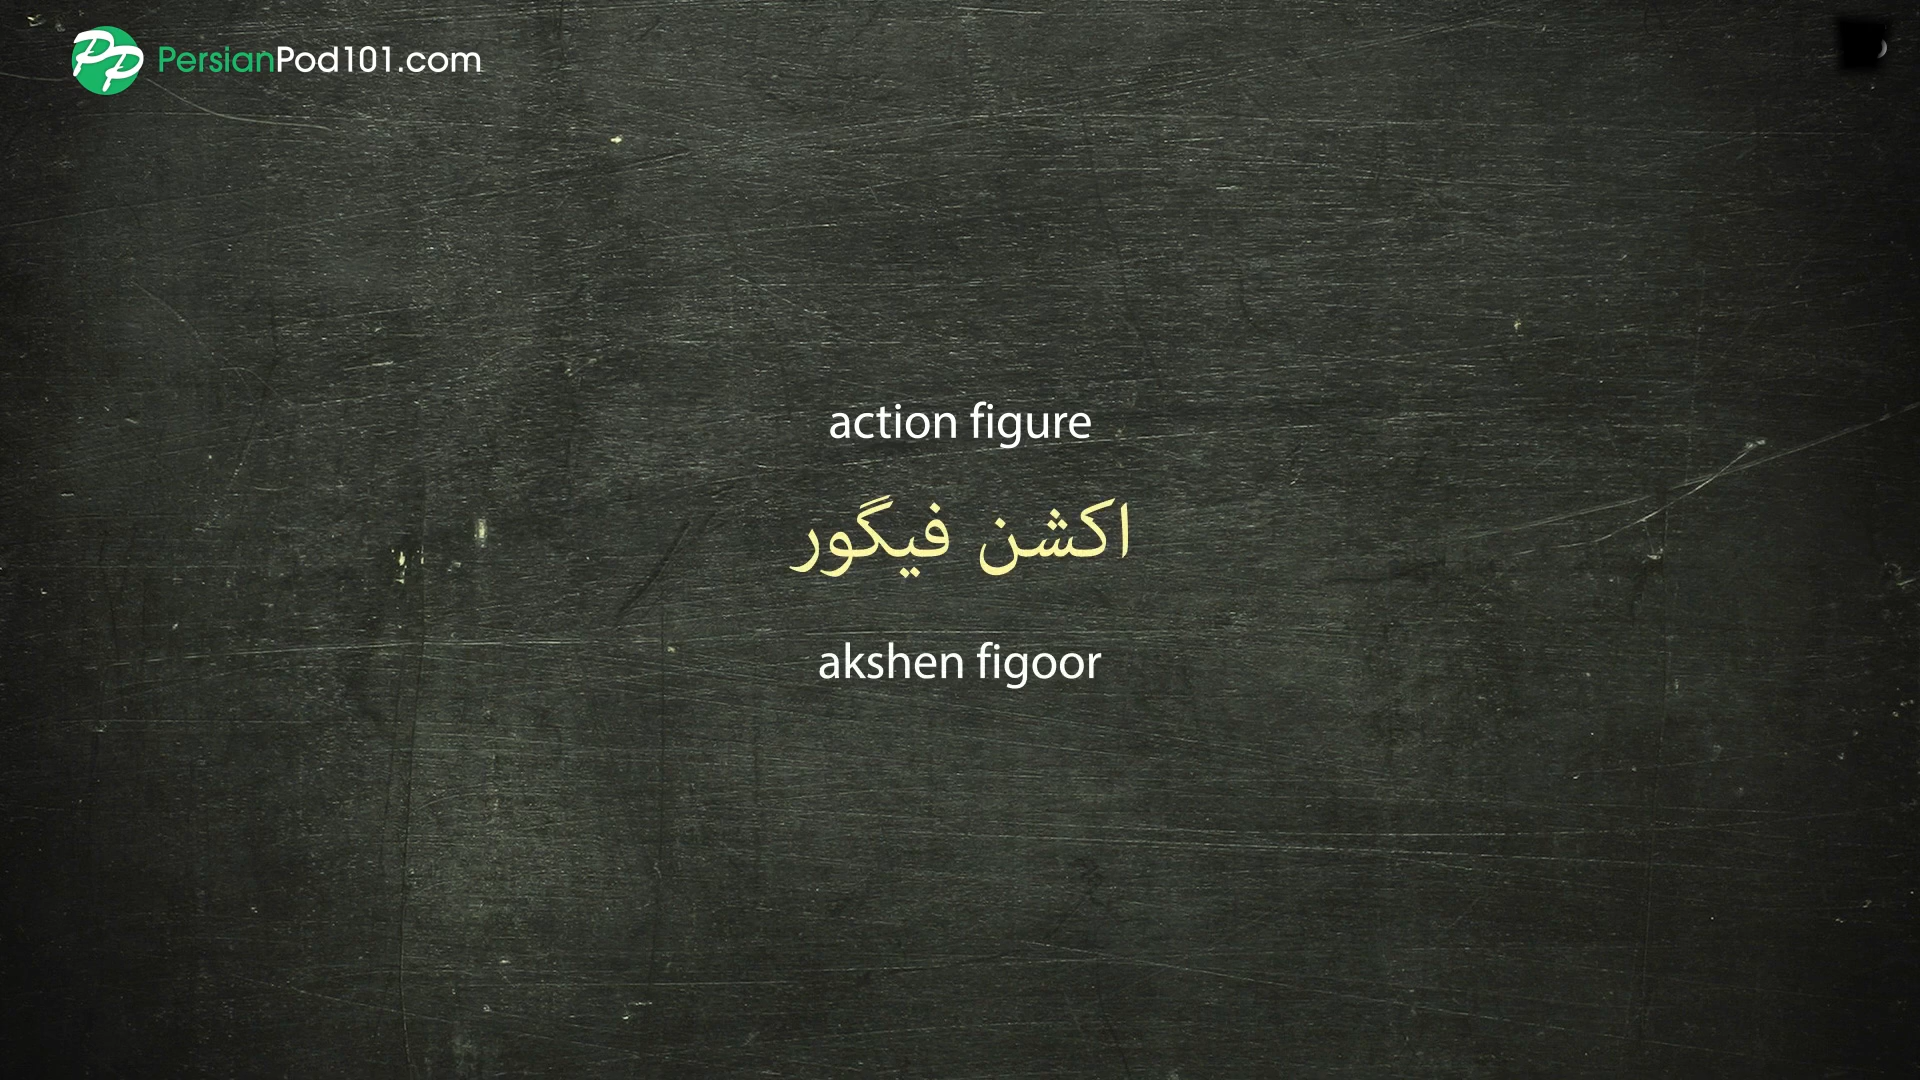 PersianPod101.com
action figure
اکشن فیگور
akshen figoor